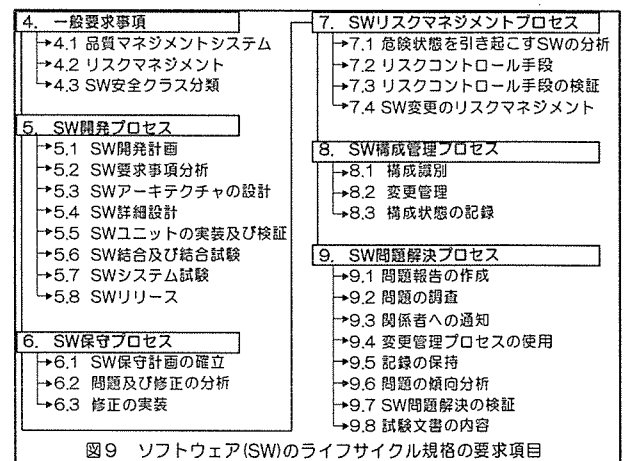 4. 一般要求事項
4.1 品質マネジメントシステム
4.2 リスクマネジメント
4.3 SW安全クラス分類
5. SW開発プロセス
5.1 SW開発計画
5.2 SW要求事項分析
5.3 SWアーキテクチャの設計
5.4 SW詳細設計
5.5 SWユニットの実装及び検証
5.6 SW結合及び結合試験
5.7 SWシステム試験
5.8 SWリリース
6. SW保守プロセス
6.1 SW保守計画の確立
6.2 問題及び修正の分析
6.3 修正の実装
7. SWリスクマネジメントプロセス
7.1 危険状態を引き起こすSWの分析
7.2 リスクコントロール手段
7.3 リスクコントロール手段の検証
7.4 SW変更のリスクマネジメント
8. SW構成管理プロセス
8.1 構成識別
8.2 変更管理
8.3 構成状態の記録
9. SW問題解決プロセス
9.1 問題報告の作成
9.2 問題の調査
9.3 関係者への通知
9.4 変更管理プロセスの使用
9.5 記録の保持
9.6 問題の傾向分析
9.7 SW問題解決の検証
9.8 試験文書の内容
図9 ソフトウェア(SW)のライフサイクル規格の要求項目